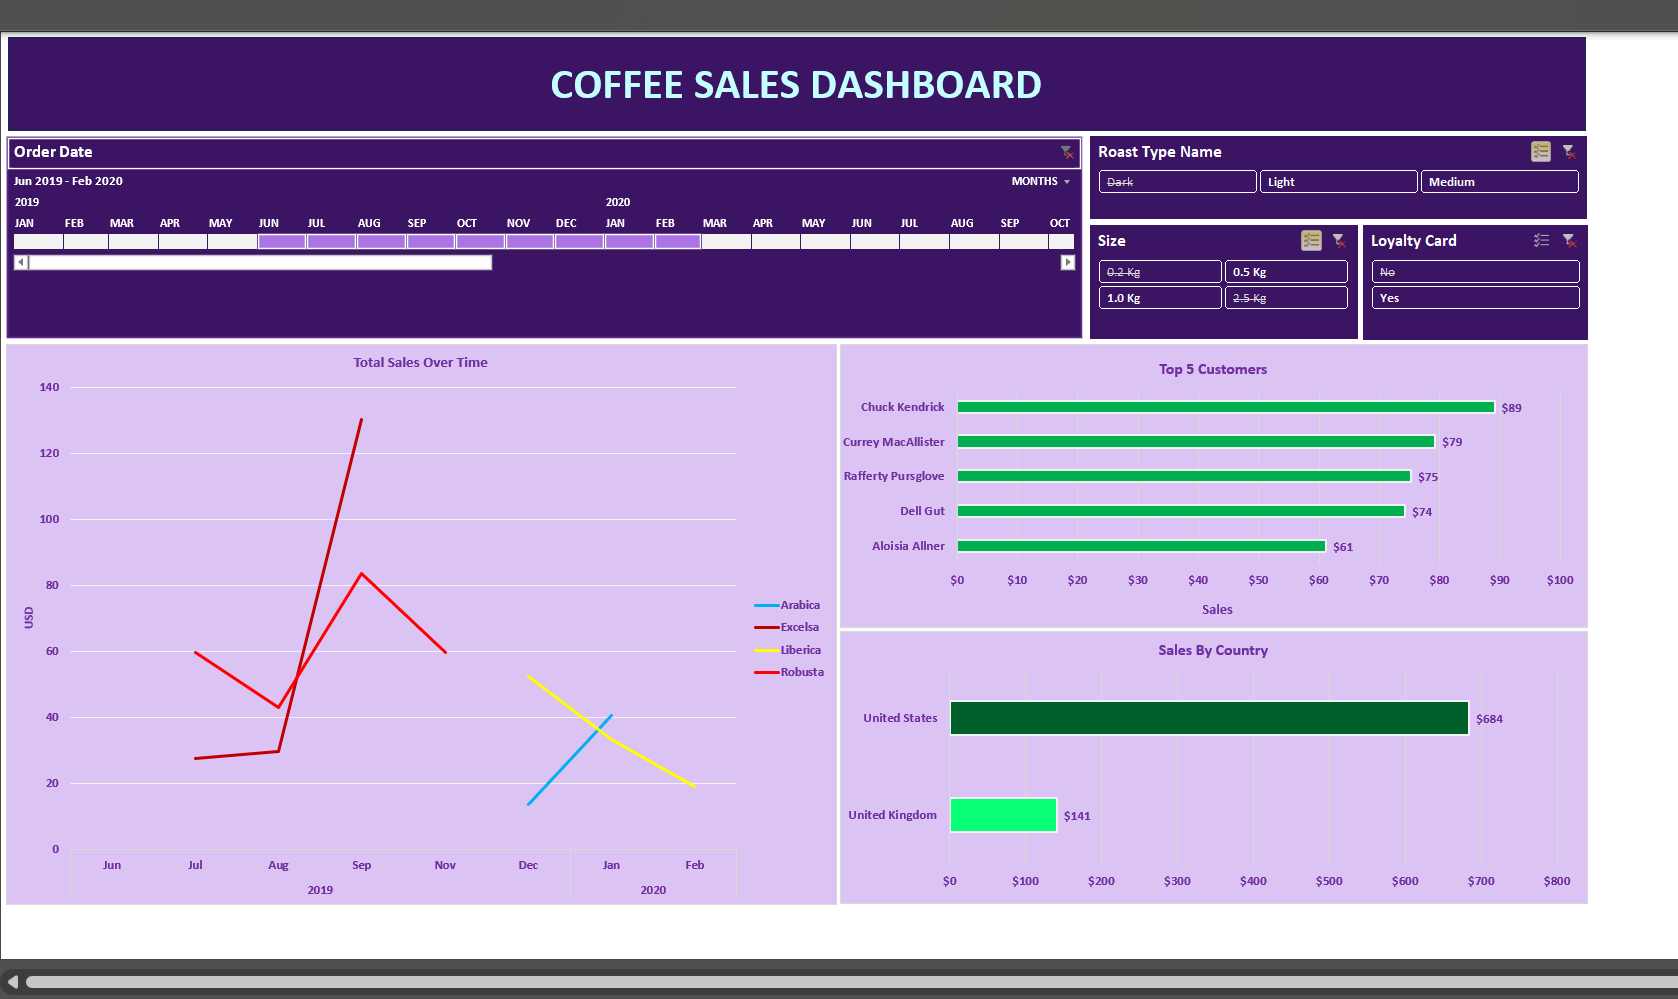 COFFEE SALES DASHBOARD
Order Date
Jun 2019 - Feb 2020 MONTHS
2019 2020
JAN FEB MAR APR MAY JUN JUL AUG SEP OCT NOV DEC JAN FEB MAR APR MAY JUN JUL AUG SEP OCT
Roast Type Name
Dark Light Medium
Size
0.2 Kg 0.5 Kg
1.0 Kg 2.5 Kg
Loyalty Card
No
Yes
Total Sales Over Time
140
120
100
80
60
40
20
0
USD
Jun Jul Aug Sep Nov Dec Jan Feb
2019 2020
Arabica
Excelsa
Liberica
Robusta
Top 5 Customers
Chuck Kendrick $89
Currey MacAllister $79
Rafferty Pursglove $75
Dell Gut $74
Aloisia Allner $61
$0 $10 $20 $30 $40 $50 $60 $70 $80 $90 $100
Sales
Sales By Country
United States $684
United Kingdom $141
$0 $100 $200 $300 $400 $500 $600 $700 $800